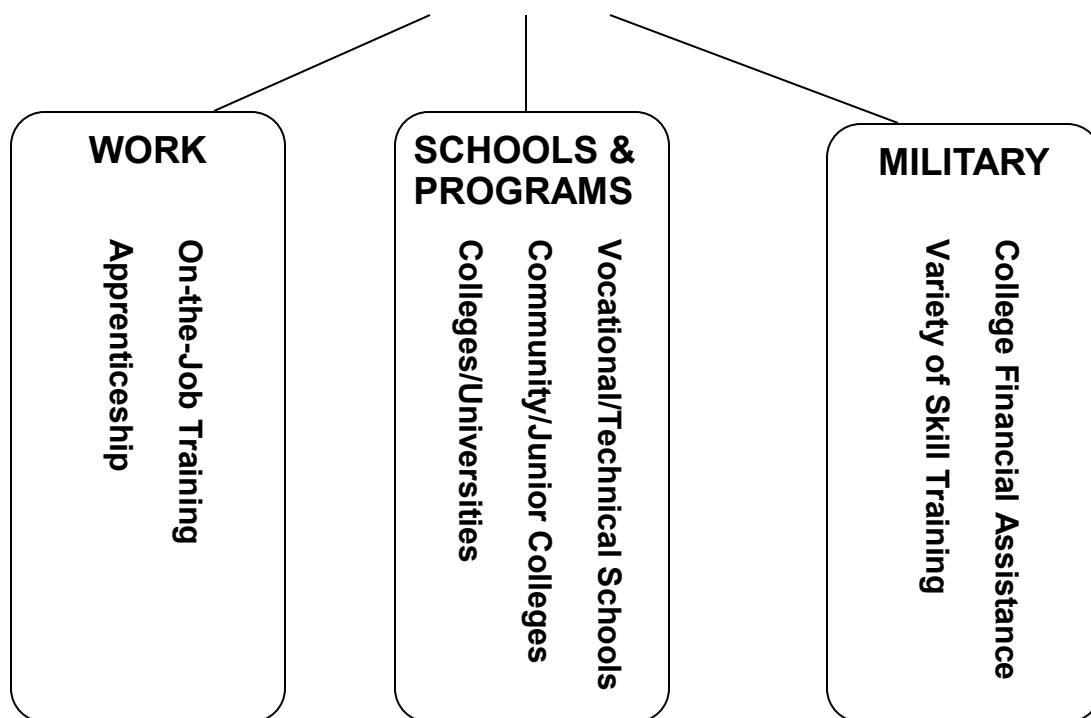 WORK
On-the-Job Training
Apprenticeship
SCHOOLS &
PROGRAMS
Vocational/Technical Schools
Community/Junior Colleges
Colleges/Universities
MILITARY
College Financial Assistance
Variety of Skill Training